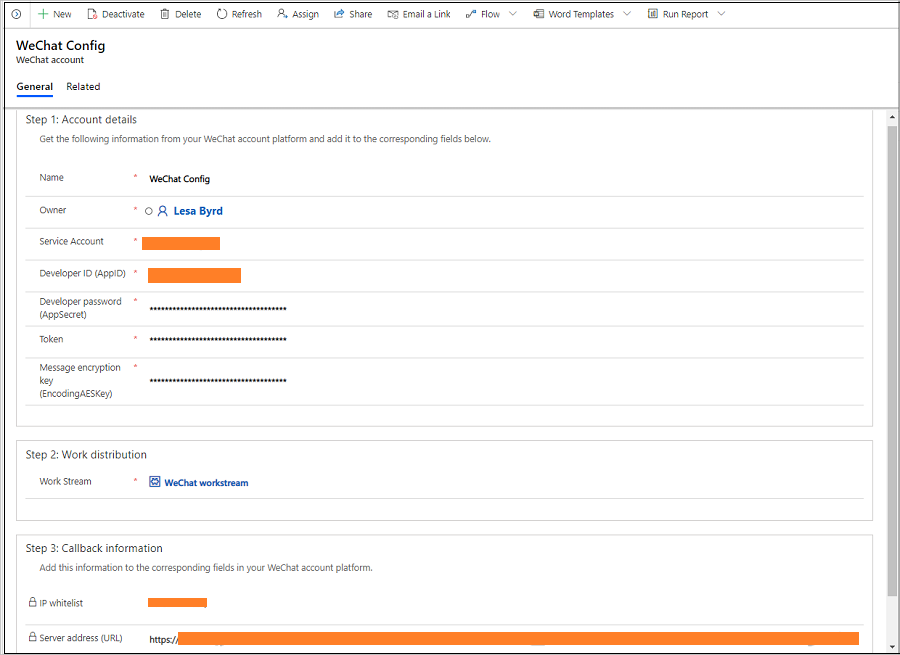 New Deactivate Delete Refresh Assign Share Email a Link Flow Word Templates Run Report
WeChat Config
WeChat account
General Related
Step 1: Account details
Get the following information from your WeChat account platform and add it to the corresponding fields below.
Name * WeChat Config
Owner * Lesa Byrd
Service Account *
Developer ID (AppID) *
Developer password
(AppSecret) * ************************************
Token * ************************************
Message encryption
key
(EncodingAESKey) * ************************************
Step 2: Work distribution
Work Stream * WeChat workstream
Step 3: Callback information
Add this information to the corresponding fields in your WeChat account platform.
IP whitelist
Server address (URL) https:/